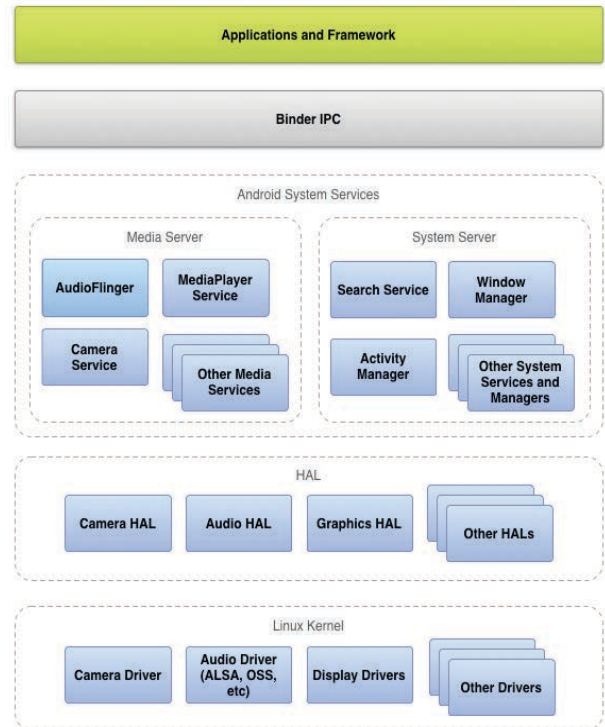 Applications and Framework
Binder IPC
Android System Services
Media Server
AudioFlinger
MediaPlayer
Service
Camera
Service
Other Media
Services
System Server
Search Service
Window
Manager
Activity
Manager
Other System
Services and
Managers
HAL
Camera HAL
Audio HAL
Graphics HAL
Other HALs
Linux Kernel
Camera Driver
Audio Driver
(ALSA, OSS,
etc)
Display Drivers
Other Drivers